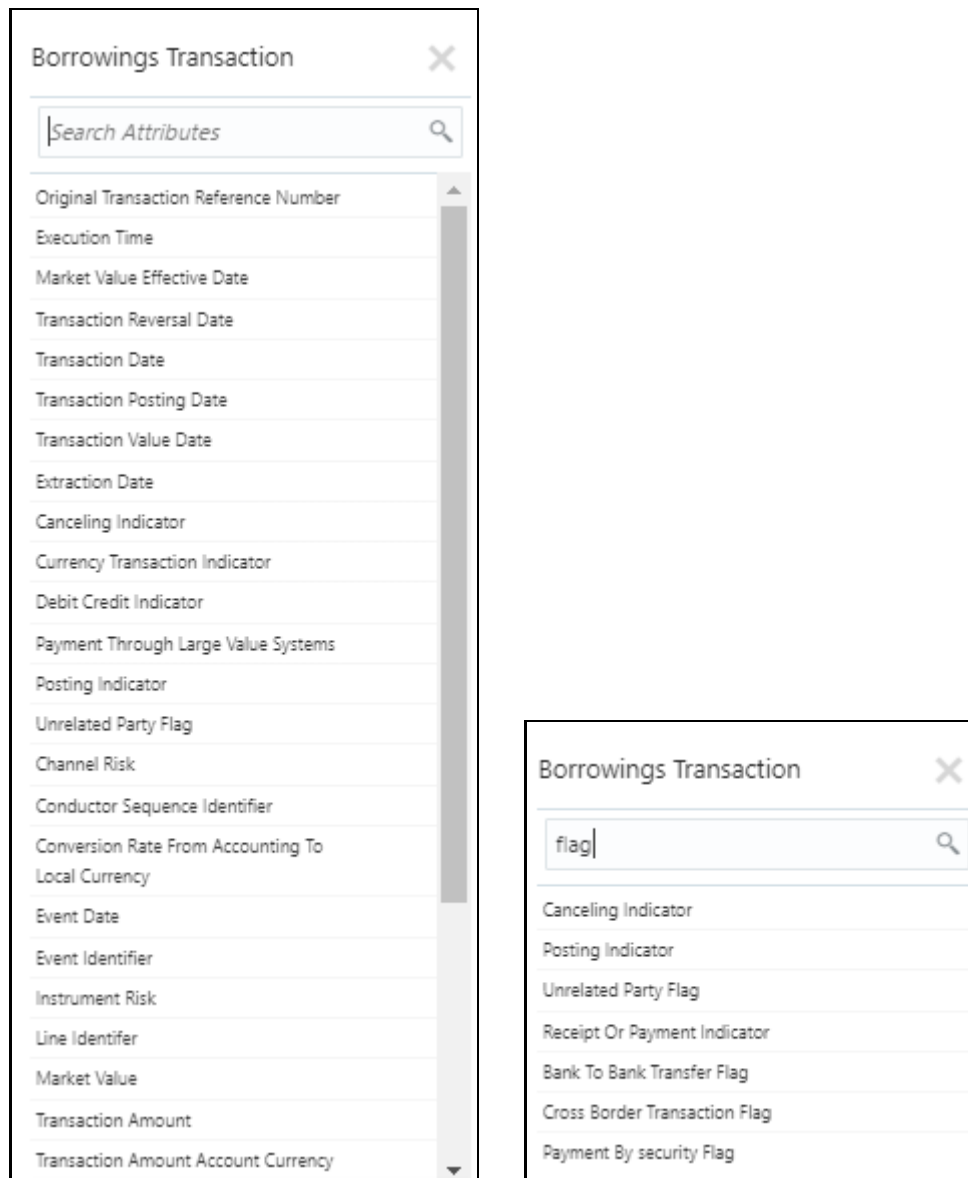 Borrowings Transaction
Search Attributes
Original Transaction Reference Number
Execution Time
Market Value Effective Date
Transaction Reversal Date
Transaction Date
Transaction Posting Date
Transaction Value Date
Extraction Date
Canceling Indicator
Currency Transaction Indicator
Debit Credit Indicator
Payment Through Large Value Systems
Posting Indicator
Unrelated Party Flag
Channel Risk
Conductor Sequence Identifier
Conversion Rate From Accounting To
Local Currency
Event Date
Event Identifier
Instrument Risk
Line Identifer
Market Value
Transaction Amount
Transaction Amount Account Currency
Borrowings Transaction
flag
Canceling Indicator
Posting Indicator
Unrelated Party Flag
Receipt Or Payment Indicator
Bank To Bank Transfer Flag
Cross Border Transaction Flag
Payment By security Flag